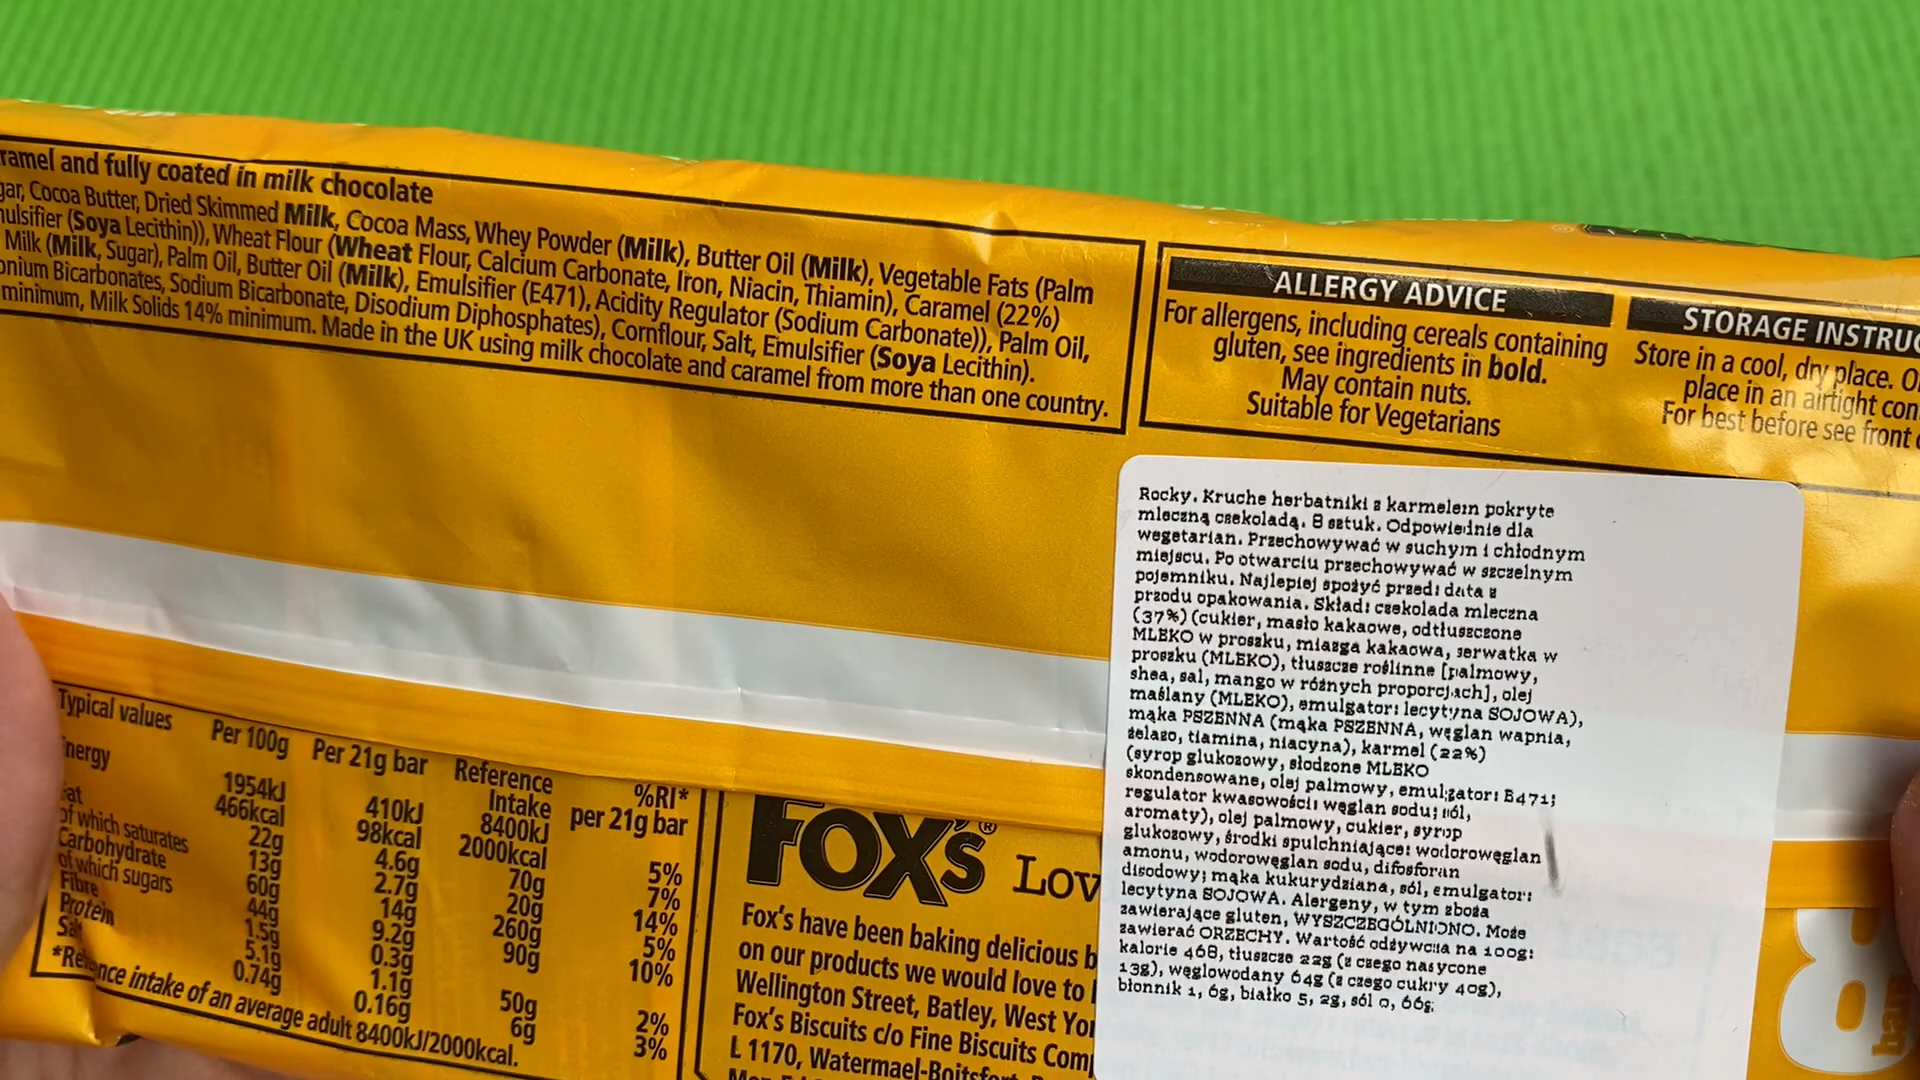 ramel and fully coated in milk chocolate
gar, Cocoa Butter, Dried Skimmed Milk, Cocoa Mass, Whey Powder (Milk), Butter Oil (Milk), Vegetable Fats (Palm
mulsifier (Soya Lecithin)), Wheat Flour (Wheat Flour, Calcium Carbonate, Iron, Niacin, Thiamin), Caramel (22%)
Milk (Milk, Sugar), Palm Oil, Butter Oil (Milk), Emulsifier (E471), Acidity Regulator (Sodium Carbonate)), Palm Oil,
onium Bicarbonates, Sodium Bicarbonate, Disodium Diphosphates), Cornflour, Salt, Emulsifier (Soya Lecithin).
minimum, Milk Solids 14% minimum. Made in the UK using milk chocolate and caramel from more than one country.
ALLERGY ADVICE
For allergens, including cereals containing
gluten, see ingredients in bold.
May contain nuts.
Suitable for Vegetarians
STORAGE INSTRUC
Store in a cool, dry place. O
place in an airtight con
For best before see front
Rocky. Kruche herbatniki z karmelem pokryte
mleczną czekoladą. 8 sztuk. Odpowiednie dla
wegetarian. Przechowywać w suchym i chłodnym
miejscu. Po otwarciu przechowywać w szczelnym
pojemniku. Najlepiej spożyć przed: data z
przodu opakowania. Skład: czekolada mleczna
(37%) (cukier, masło kakaowe, odtłuszczone
MLEKO w proszku, miazga kakaowa, serwatka w
proszku (MLEKO), tłuszcze roślinne [palmowy,
shea, sal, mango w różnych proporcjach], olej
maślany (MLEKO), emulgator: lecytyna SOJOWA),
mąka PSZENNA (mąka PSZENNA, węglan wapnia,
żelazo, tiamina, niacyna), karmel (22%)
(syrop glukozowy, słodzone MLEKO
skondensowane, olej palmowy, emulgator: E471;
regulator kwasowości: węglan sodu; sól,
aromaty), olej palmowy, cukier, syrop
glukozowy, środki spulchniające: wodorowęglan
amonu, wodorowęglan sodu, difosforan
disodowy; mąka kukurydziana, sól, emulgator:
lecytyna SOJOWA. Alergeny, w tym zboża
zawierające gluten, WYSZCZEGÓLNIONO. Może
zawierać ORZECHY. Wartość odżywcza na 100g:
kalorie 468, tłuszcze 22g (z czego nasycone
13g), węglowodany 64g (z czego cukry 40g),
błonnik 1, 6g, białko 5, 2g, sól 0, 66g;
Typical values Per 100g Per 21g bar Reference Intake %RI* per 21g bar
nergy 1954kJ 410kJ 8400kJ
466kcal 98kcal 2000kcal 5%
at 22g 4.6g 70g 7%
of which saturates 13g 2.7g 20g 14%
Carbohydrate 60g 14g 260g 5%
of which sugars 44g 9.2g 90g 10%
Fibre 1.5g 0.3g
Protein 5.1g 1.1g 50g 2%
Sal 0.74g 0.16g 6g 3%
*Re nce intake of an average adult 8400kJ/2000kcal.
FOX'S® Lov
Fox's have been baking delicious b
on our products we would love to
Wellington Street, Batley, West Yor
Fox's Biscuits c/o Fine Biscuits Comp
L 1170, Watermael-Boitsfort
8
bar